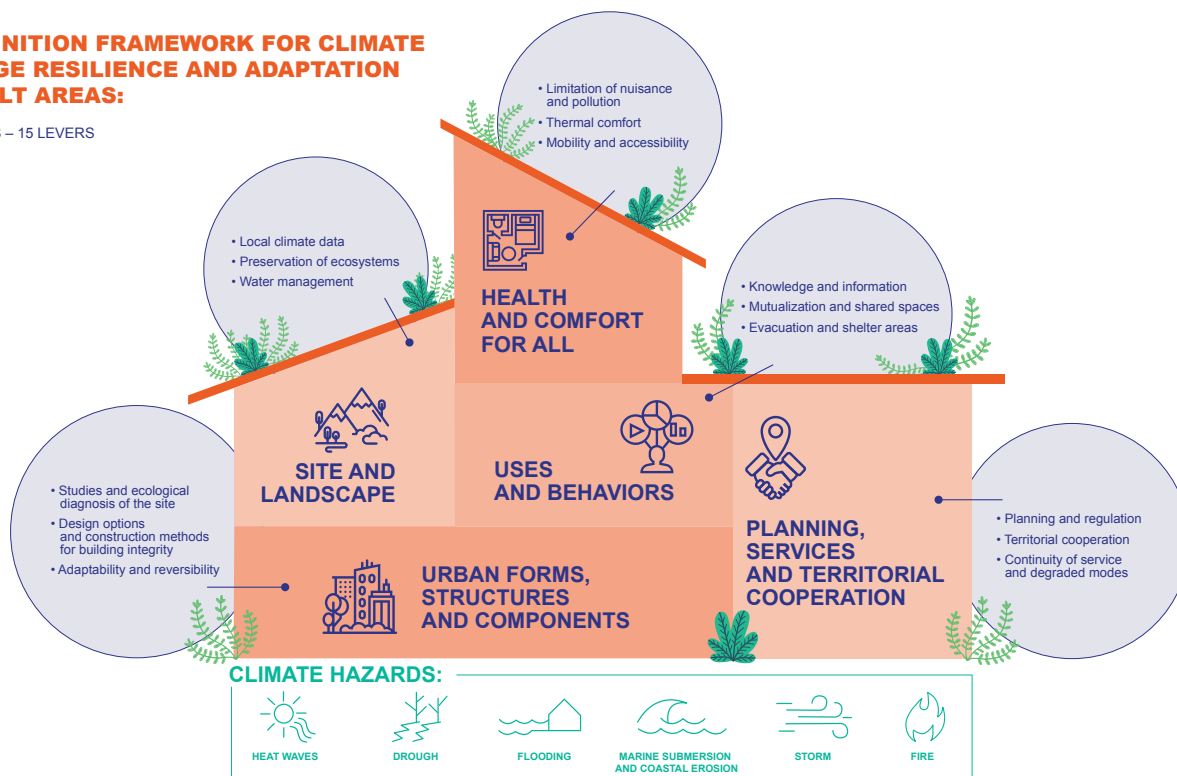 NITION FRAMEWORK FOR CLIMATE
GE RESILIENCE AND ADAPTATION
LT AREAS:
– 15 LEVERS
• Limitation of nuisance
and pollution
• Thermal comfort
• Mobility and accessibility
• Local climate data
• Preservation of ecosystems
• Water management
• Knowledge and information
• Mutualization and shared spaces
• Evacuation and shelter areas
HEALTH
AND COMFORT
FOR ALL
SITE AND
LANDSCAPE
USES
AND BEHAVIORS
• Studies and ecological
diagnosis of the site
• Design options
and construction methods
for building integrity
• Adaptability and reversibility
PLANNING,
SERVICES
AND TERRITORIAL
COOPERATION
• Planning and regulation
• Territorial cooperation
• Continuity of service
and degraded modes
URBAN FORMS,
STRUCTURES
AND COMPONENTS
CLIMATE HAZARDS:
HEAT WAVES
DROUGH
FLOODING
MARINE SUBMERSION
AND COASTAL EROSION
STORM
FIRE